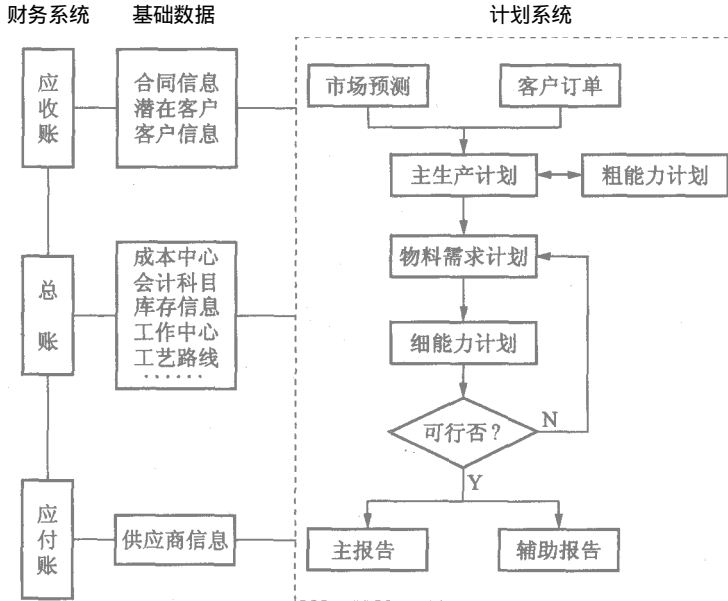 财务系统
基础数据
计划系统
应
收
账
合同信息
潜在客户
客户信息
市场预测
客户订单
主生产计划
粗能力计划
总
账
成本中心
会计科目
库存信息
工作中心
工艺路线
······
物料需求计划
细能力计划
可行否？
N
Y
应
付
账
供应商信息
主报告
辅助报告